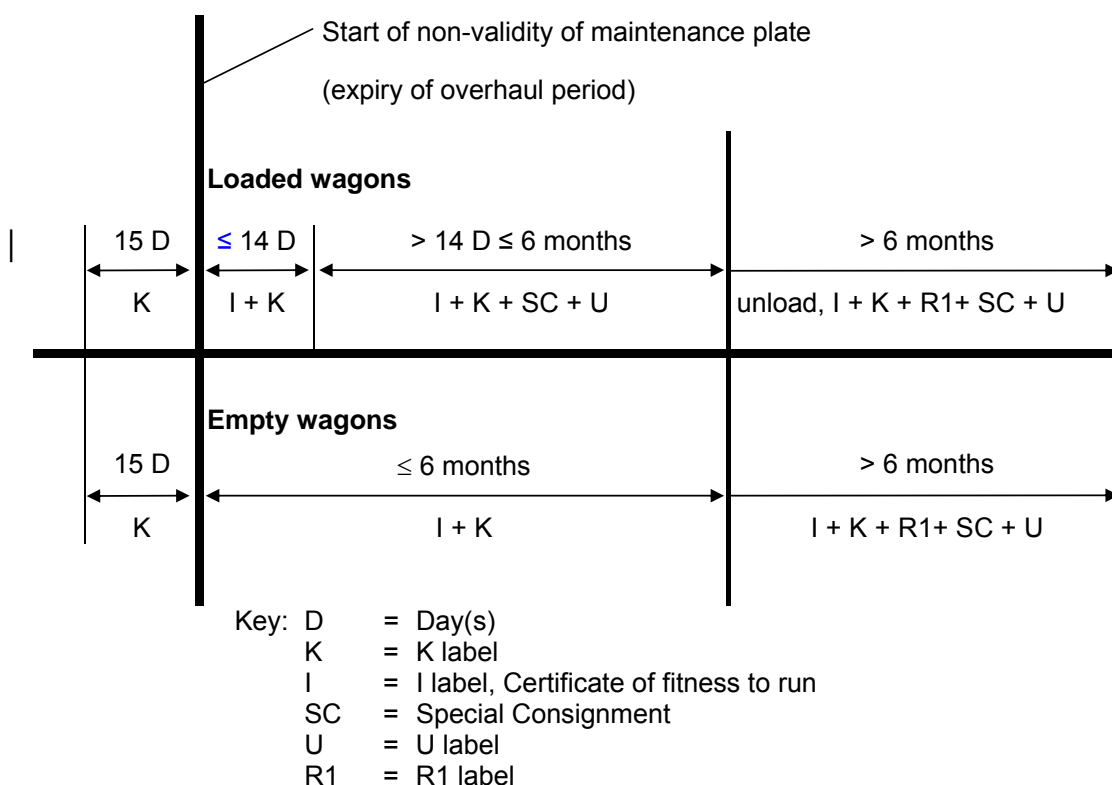 Start of non-validity of maintenance plate
(expiry of overhaul period)
Loaded wagons
15 D ≤ 14 D > 14 D ≤ 6 months > 6 months
K I + K I + K + SC + U unload, I + K + R1+ SC + U
Empty wagons
15 D ≤ 6 months > 6 months
K I + K I + K + R1+ SC + U
Key: D = Day(s)
K = K label
I = I label, Certificate of fitness to run
SC = Special Consignment
U = U label
R1 = R1 label